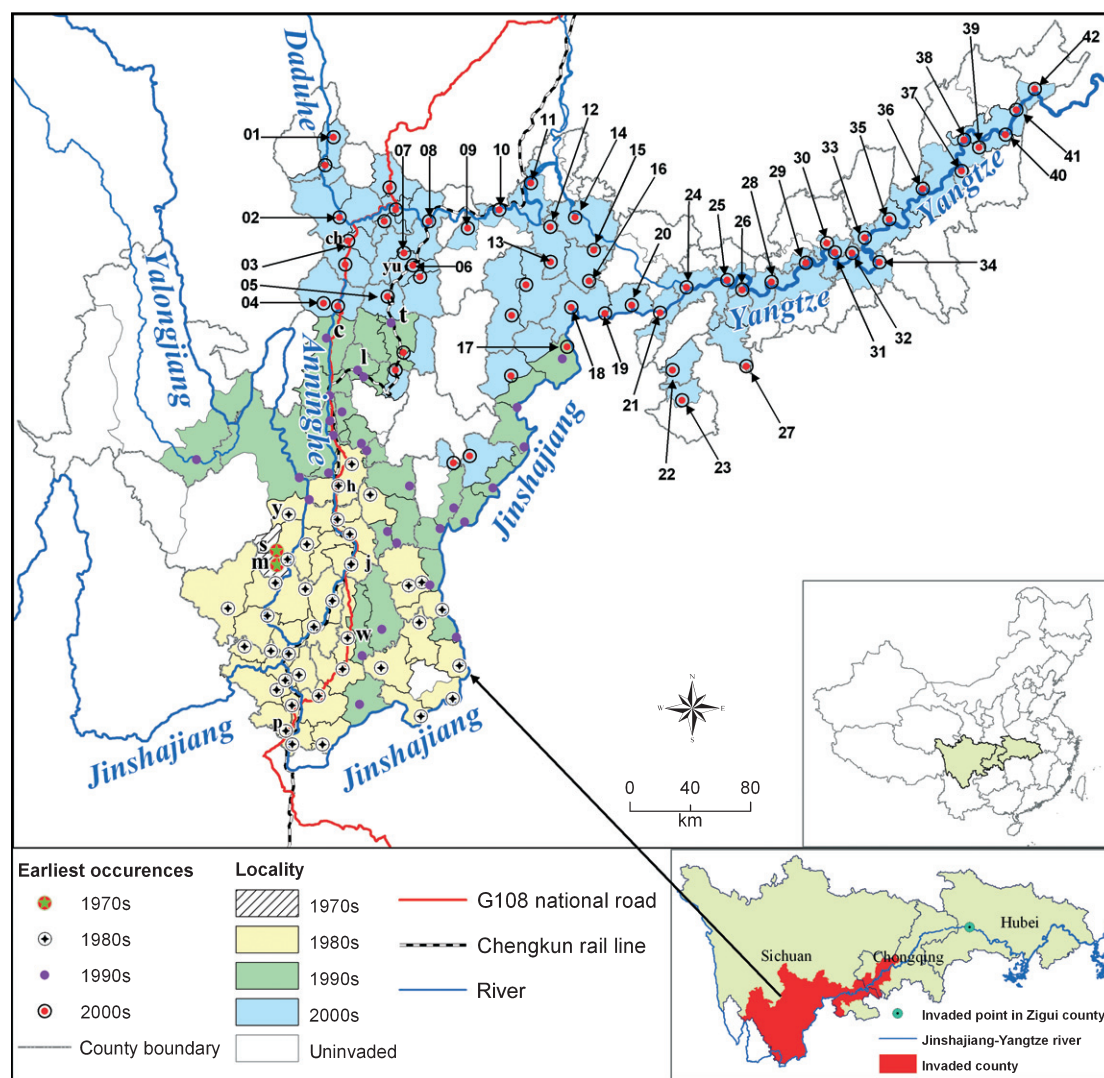 Daduhe
Yalongjiang
Anninghe
Jinshajiang
Jinshajiang
Jinshajiang
Yangtze
Yangtze
01
02
ch
03
04
05
c
07
08
09
10
11
12
14
15
16
13
yu
06
t
l
17
18
19
20
21
22
23
24
25
26
27
28
29
30
31
32
33
34
35
36
37
38
39
40
41
42
h
y
s
m
j
w
p
N
W
E
S
0 40 80
km
Earliest occurences
1970s
1980s
1990s
2000s
County boundary
Locality
1970s
1980s
1990s
2000s
Uninvaded
G108 national road
Chengkun rail line
River
Sichuan
Chongqing
Hubei
Invaded point in Zigui county
Jinshajiang-Yangtze river
Invaded county